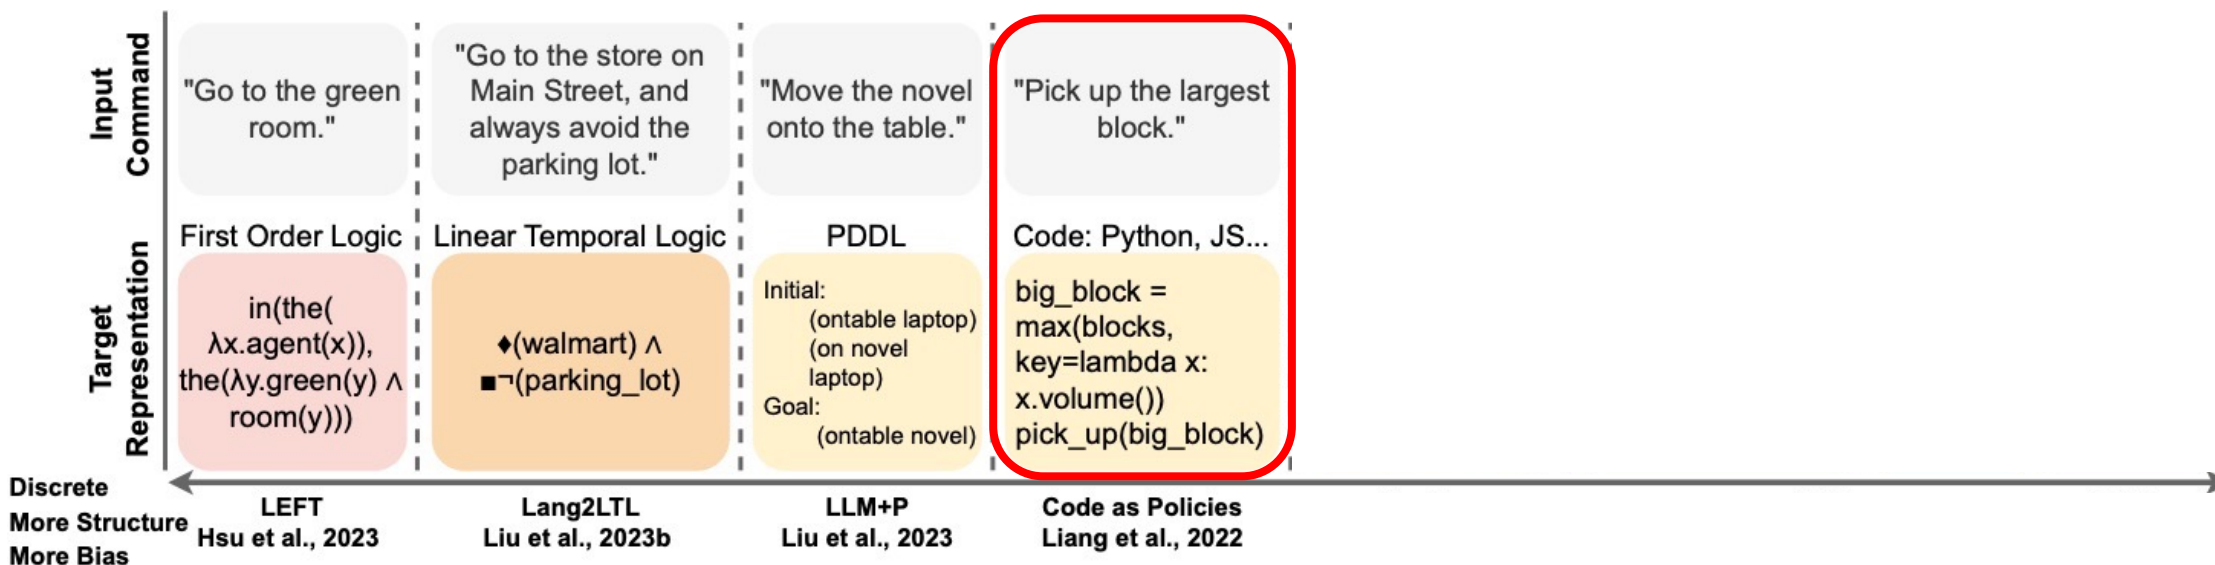 Input
Command
"Go to the green
room."
"Go to the store on
Main Street, and
always avoid the
parking lot."
"Move the novel
onto the table."
"Pick up the largest
block."
Target
Representation
First Order Logic
in(the(
λx.agent(x)),
the(λy.green(y) ∧
room(y)))
Linear Temporal Logic
♦(walmart) ∧
■¬(parking_lot)
PDDL
Initial:
(ontable laptop)
(on novel
laptop)
Goal:
(ontable novel)
Code: Python, JS...
big_block =
max(blocks,
key=lambda x:
x.volume())
pick_up(big_block)
Discrete
More Structure
More Bias
LEFT
Hsu et al., 2023
Lang2LTL
Liu et al., 2023b
LLM+P
Liu et al., 2023
Code as Policies
Liang et al., 2022